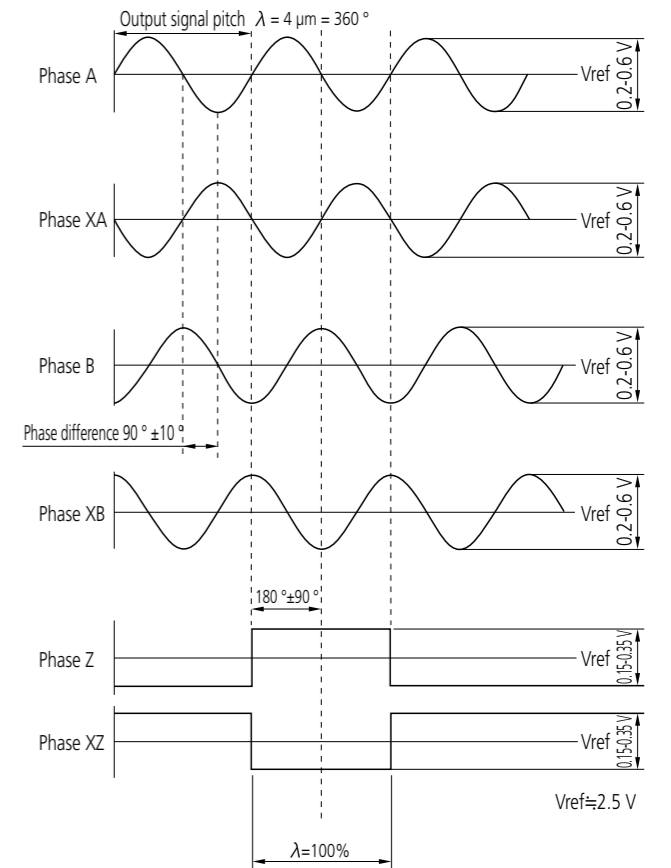 Output signal pitch λ = 4 µm = 360 °
Phase A
Vref
0.2-0.6 V
Phase XA
Vref
0.2-0.6 V
Phase B
Vref
0.2-0.6 V
Phase difference 90 ° ±10 °
Phase XB
Vref
0.2-0.6 V
180 °±90 °
Phase Z
Vref
0.15-0.35 V
Phase XZ
Vref
0.15-0.35 V
Vref≒2.5 V
λ=100%